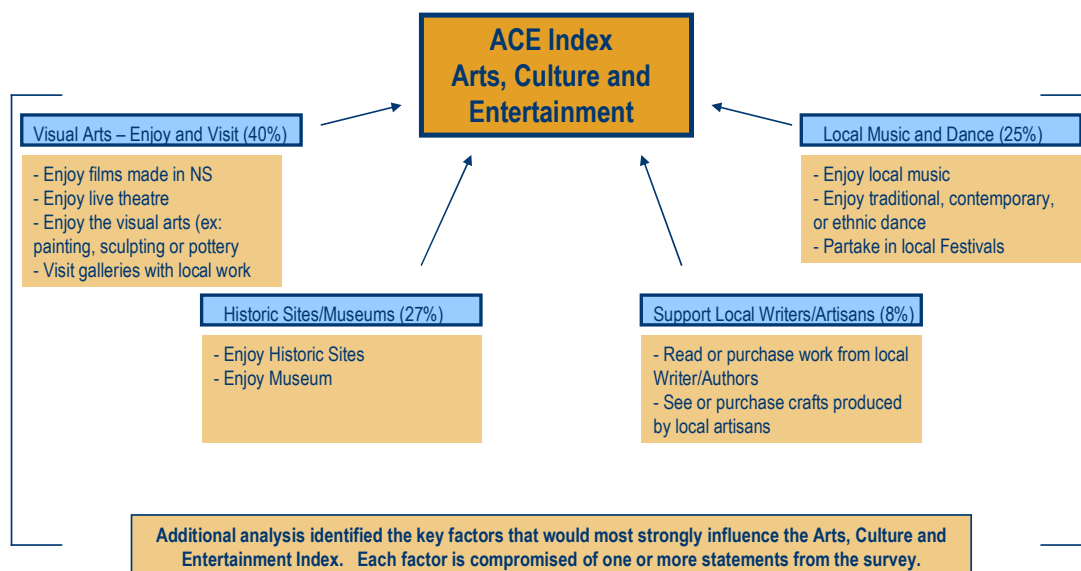 ACE Index
Arts, Culture and
Entertainment
Visual Arts – Enjoy and Visit (40%)
- Enjoy films made in NS
- Enjoy live theatre
- Enjoy the visual arts (ex:
painting, sculpting or pottery
- Visit galleries with local work
Local Music and Dance (25%)
- Enjoy local music
- Enjoy traditional, contemporary,
or ethnic dance
- Partake in local Festivals
Historic Sites/Museums (27%)
- Enjoy Historic Sites
- Enjoy Museum
Support Local Writers/Artisans (8%)
- Read or purchase work from local
Writer/Authors
- See or purchase crafts produced
by local artisans
Additional analysis identified the key factors that would most strongly influence the Arts, Culture and
Entertainment Index. Each factor is compromised of one or more statements from the survey.